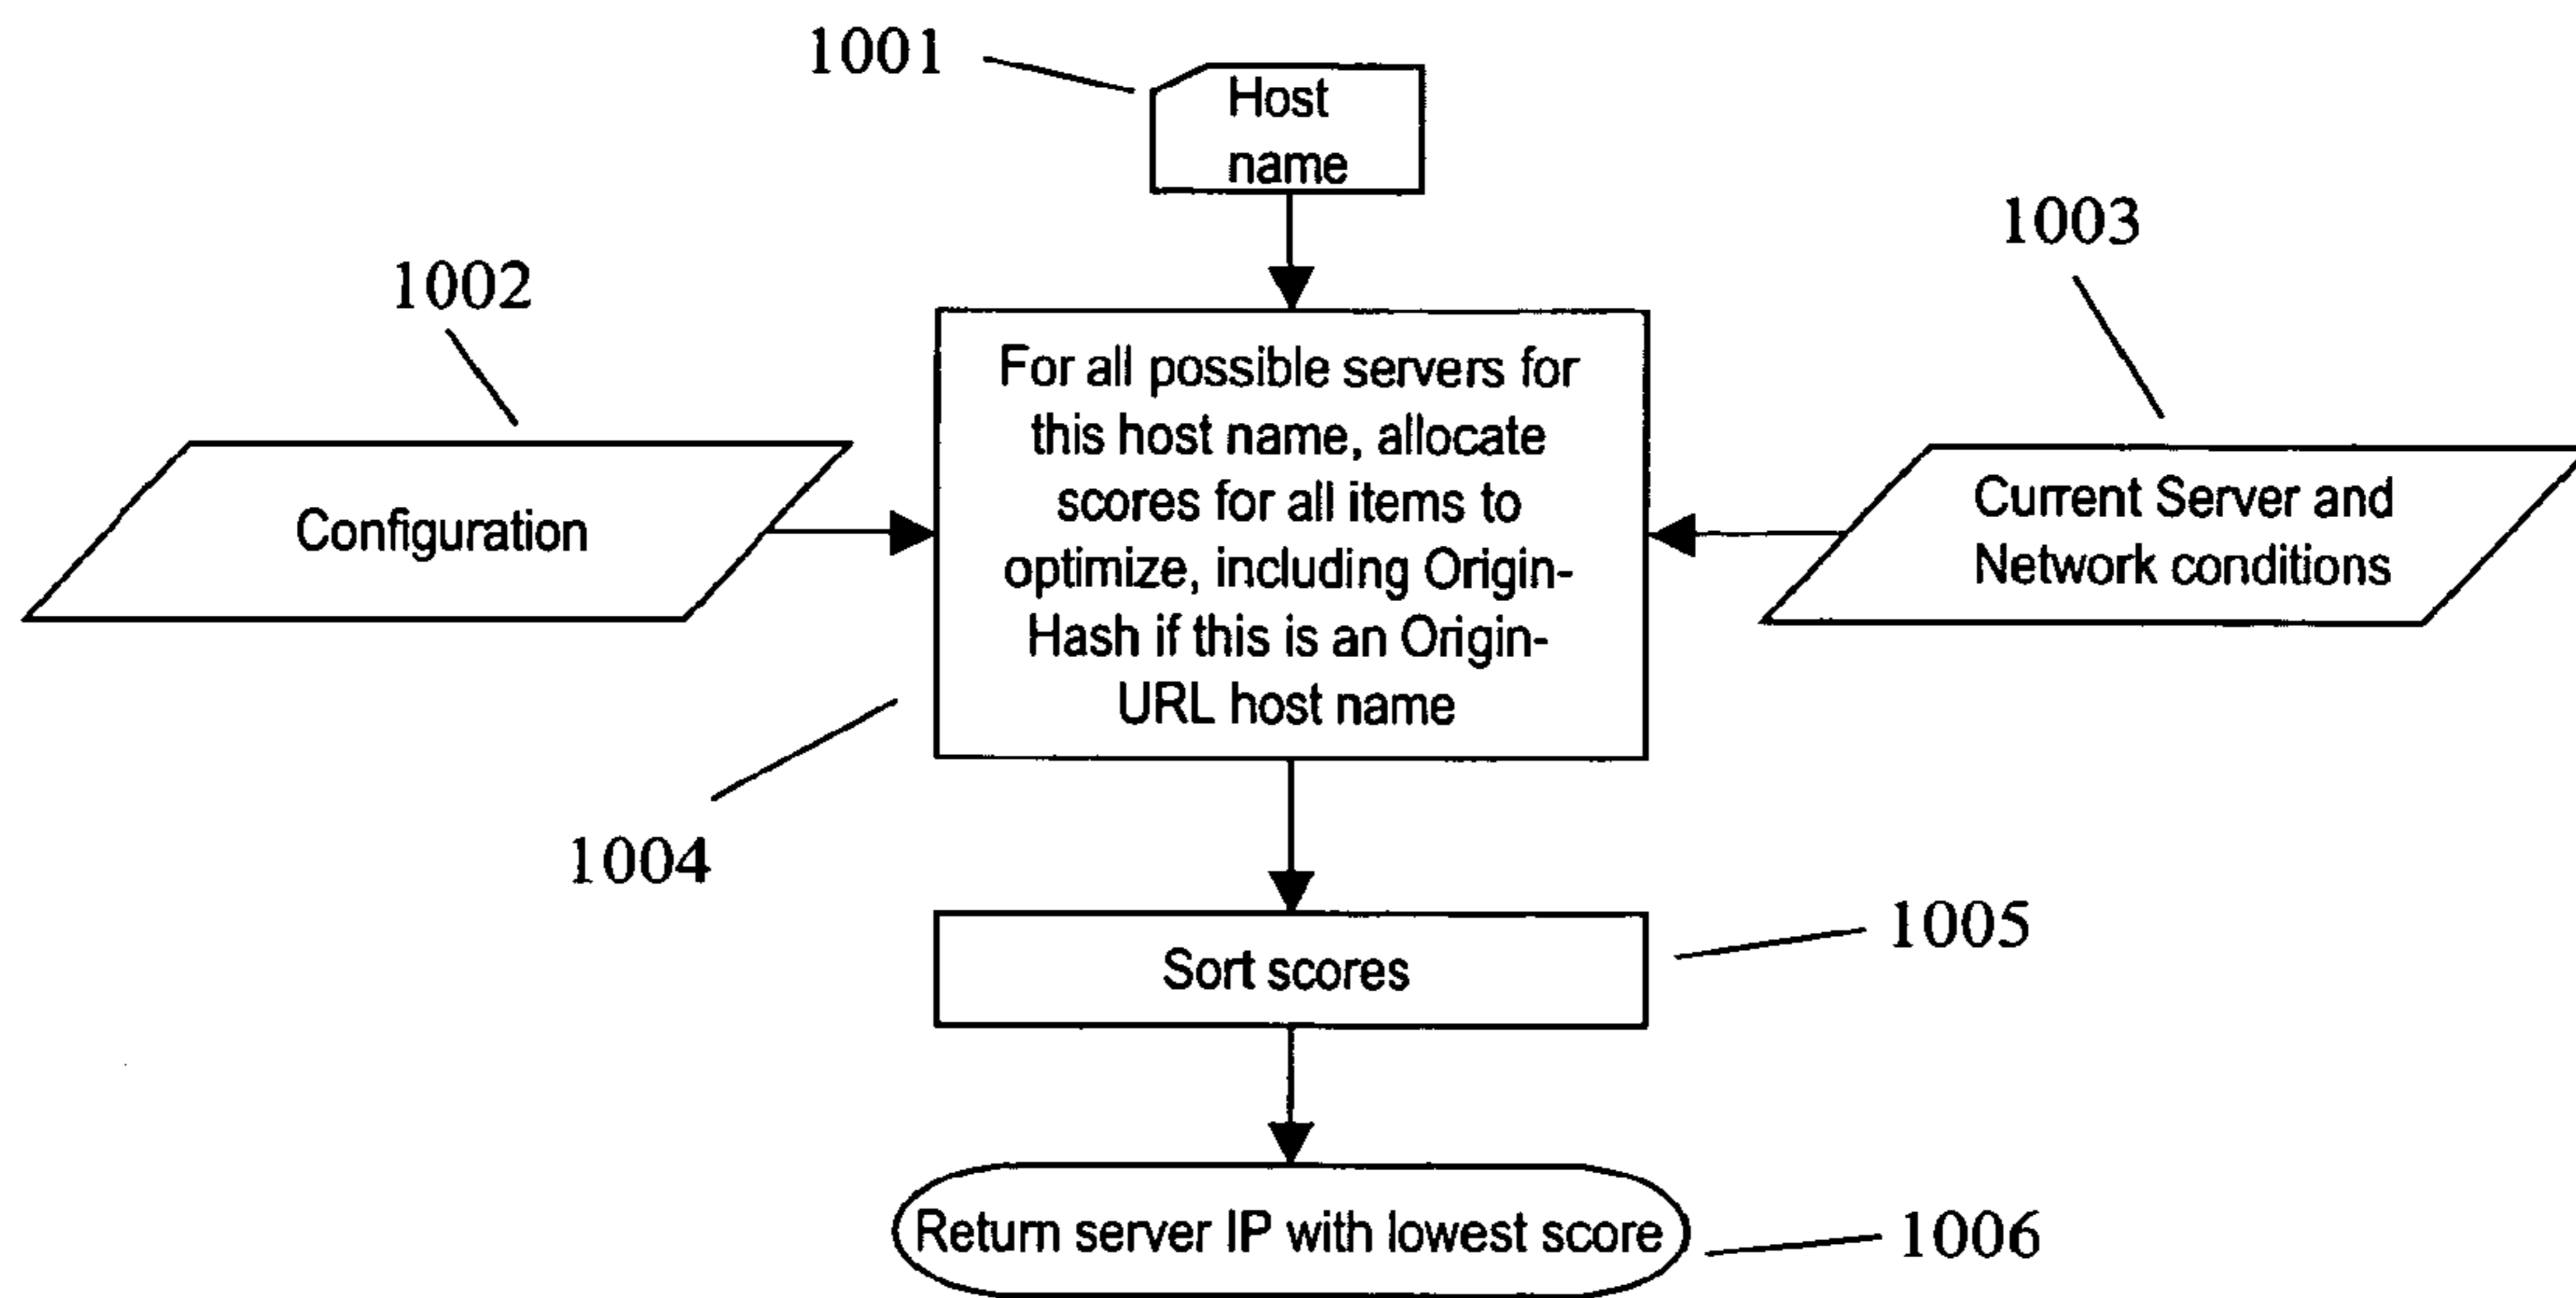 1001
Host
name
1003
1002
For all possible servers for
this host name, allocate
scores for all items to
optimize, including Origin-
Hash if this is an Origin-
URL host name
Configuration
Current Server and
Network conditions
1004
Sort scores
1005
Return server IP with lowest score
1006